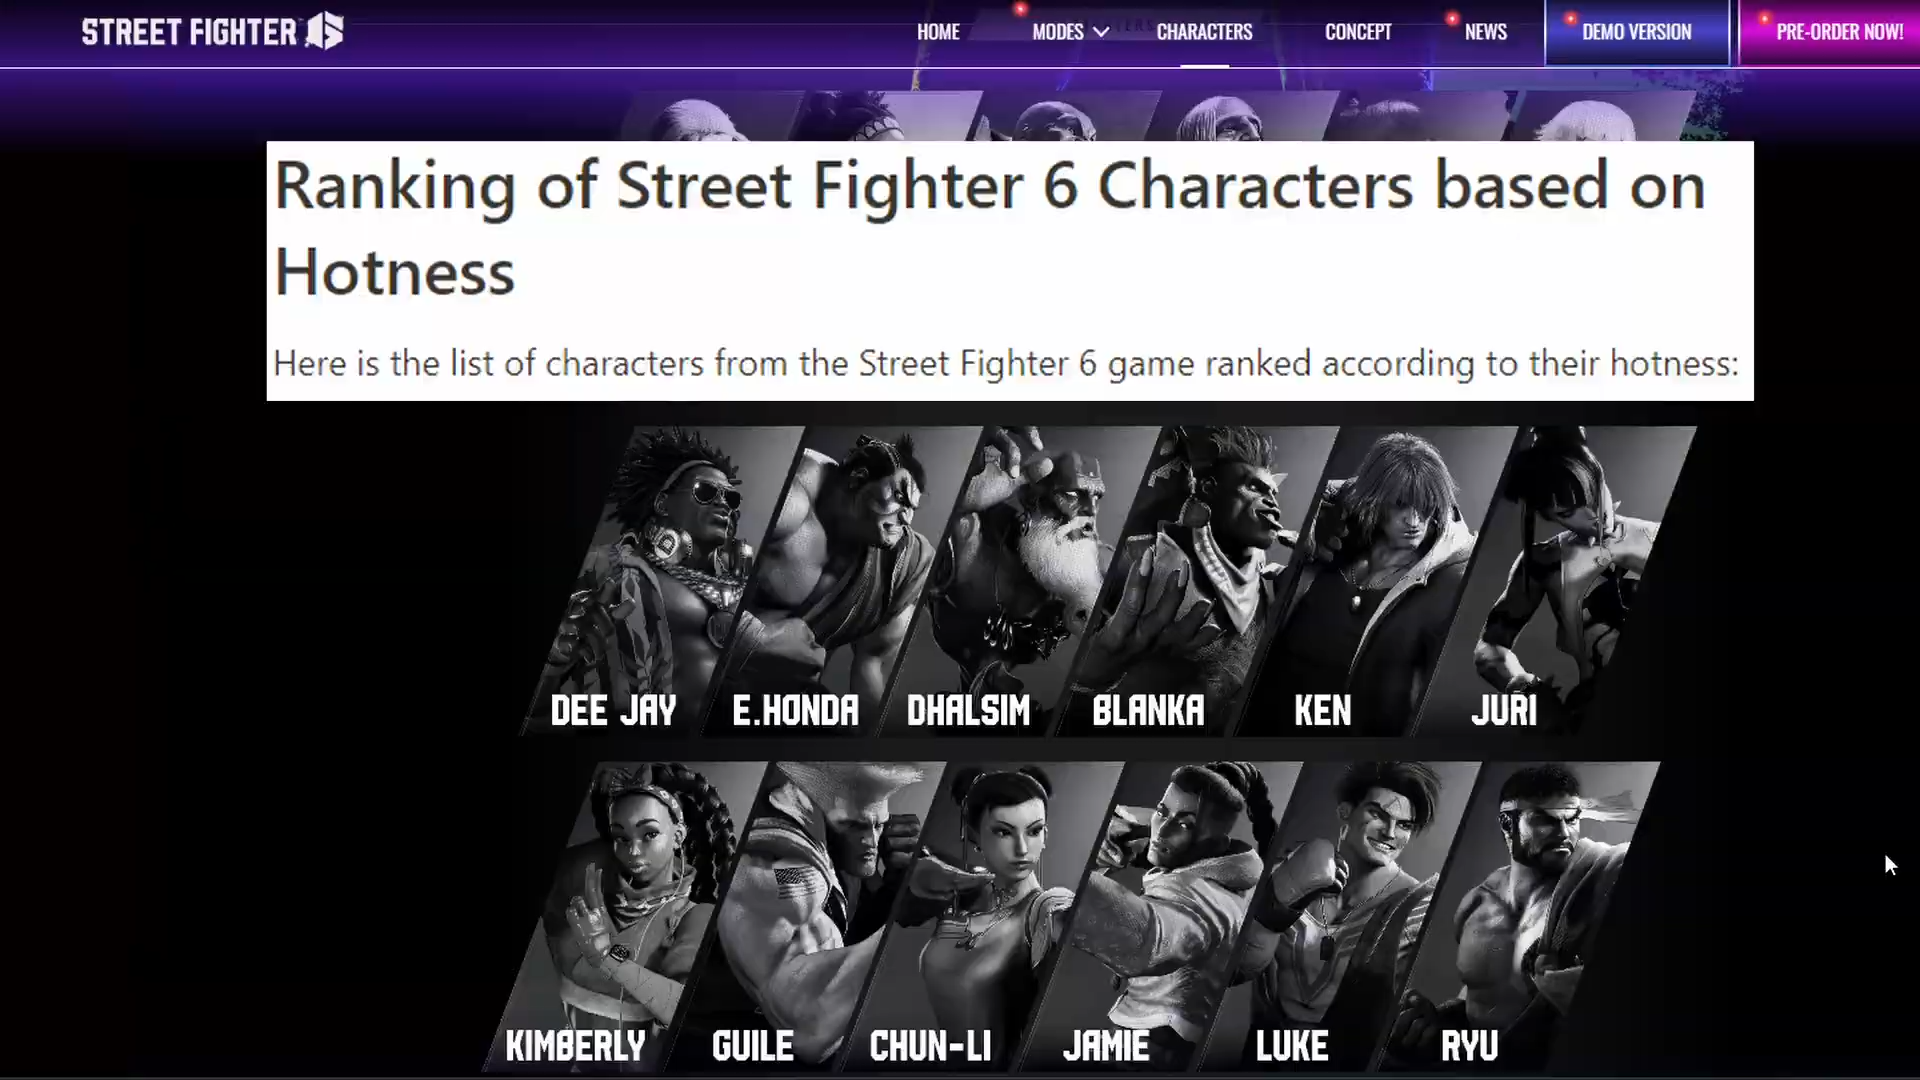 STREET FIGHTER 6
HOME
MODES
CHARACTERS
CONCEPT
NEWS
DEMO VERSION
PRE-ORDER NOW!
Ranking of Street Fighter 6 Characters based on
Hotness
Here is the list of characters from the Street Fighter 6 game ranked according to their hotness:
DEE JAY
E.HONDA
DHALSIM
BLANKA
KEN
JURI
KIMBERLY
GUILE
CHUN-LI
JAMIE
LUKE
RYU